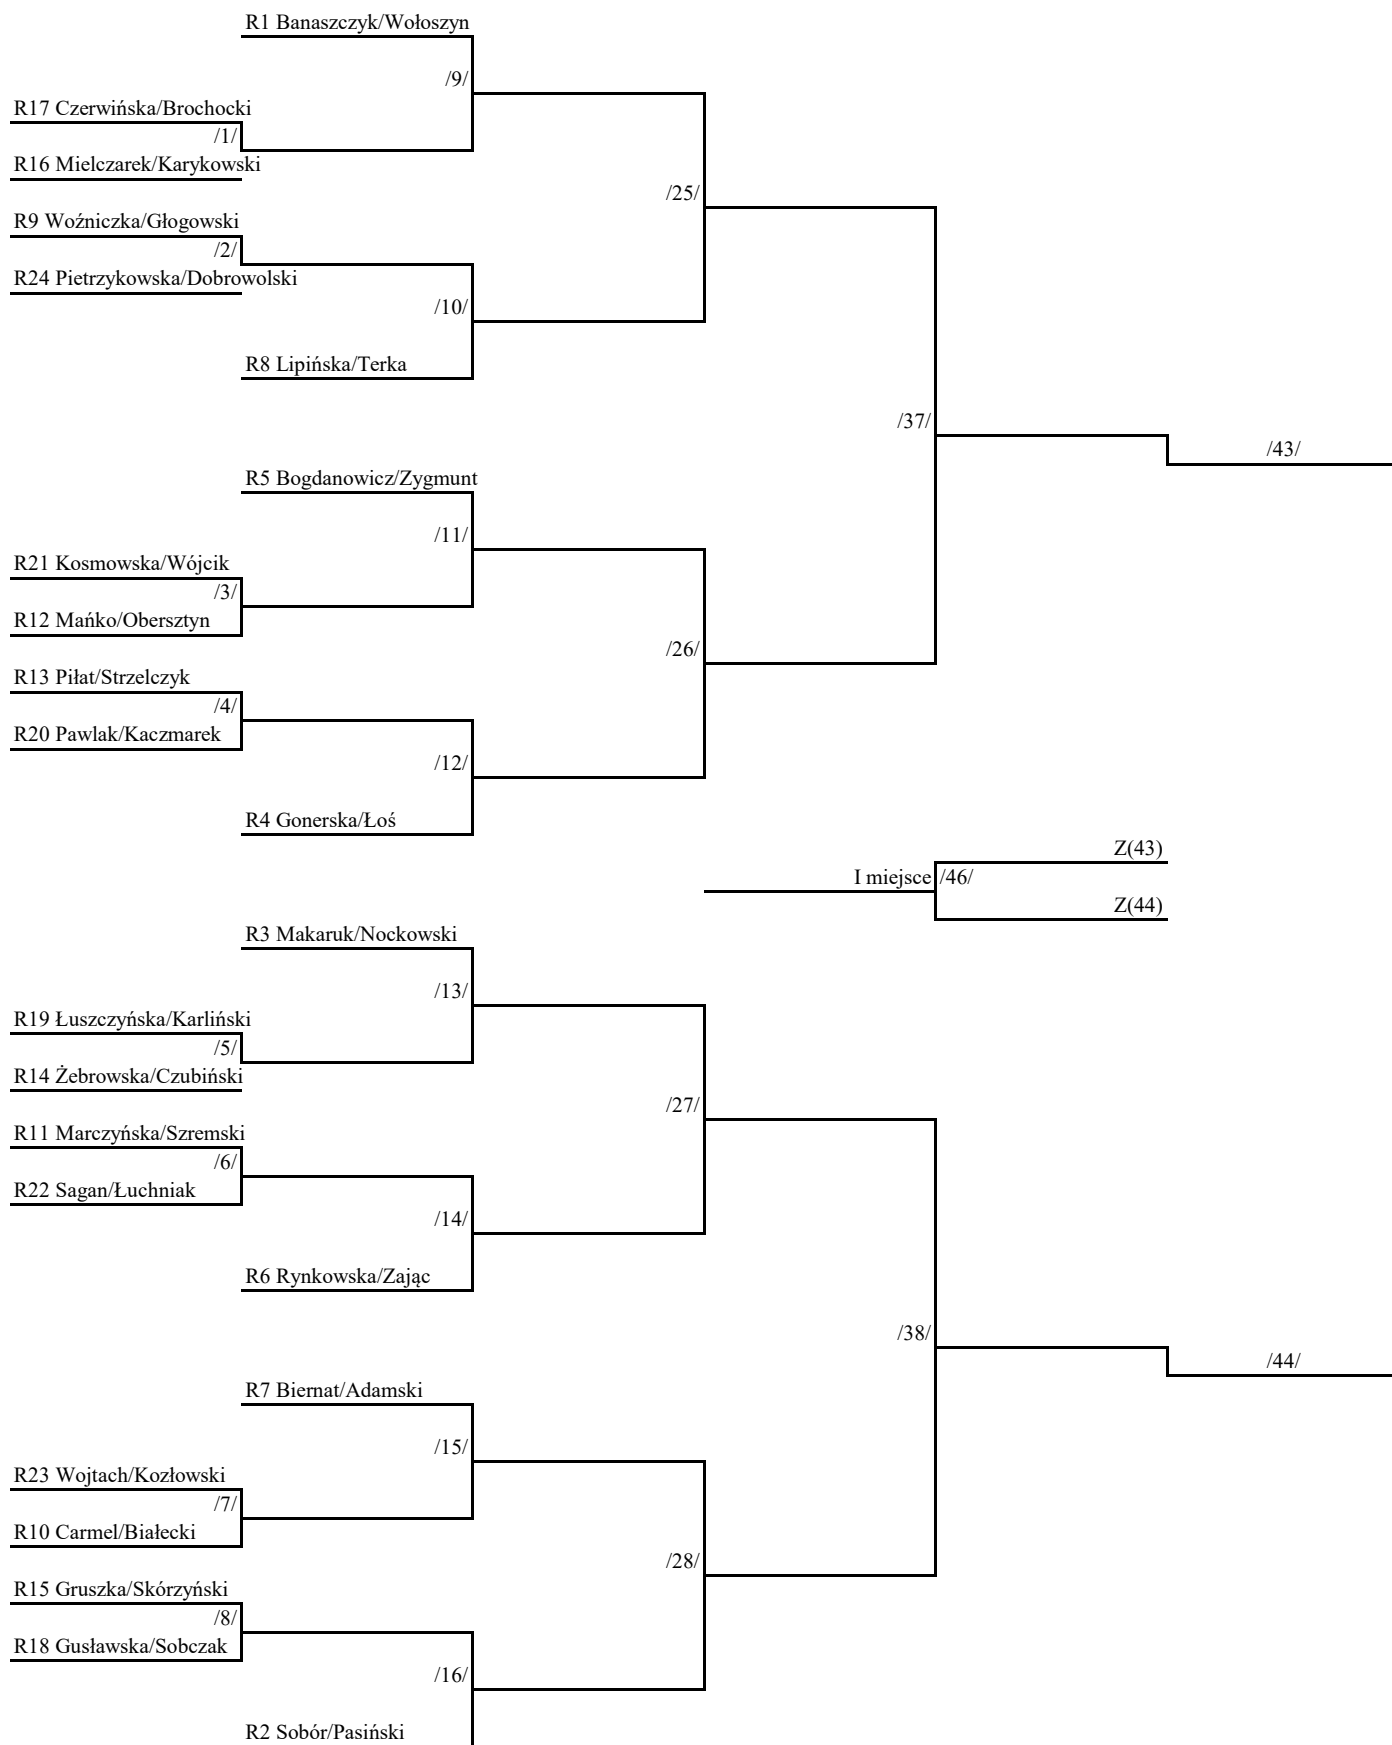 R1 Banaszczyk/Wołoszyn
/9/
R17 Czerwińska/Brochocki
/1/
R16 Mielczarek/Karykowski
/25/
R9 Woźniczka/Głogowski
/2/
R24 Pietrzykowska/Dobrowolski
/10/
R8 Lipińska/Terka
/37/
/43/
R5 Bogdanowicz/Zygmunt
/11/
R21 Kosmowska/Wójcik
/3/
R12 Mańko/Obersztyn
/26/
R13 Piłat/Strzelczyk
/4/
R20 Pawlak/Kaczmarek
/12/
R4 Gonerska/Łoś
Z(43)
I miejsce /46/
Z(44)
R3 Makaruk/Nockowski
/13/
R19 Łuszczyńska/Karliński
/5/
R14 Żebrowska/Czubiński
/27/
R11 Marczyńska/Szremski
/6/
R22 Sagan/Łuchniak
/14/
R6 Rynkowska/Zając
/38/
/44/
R7 Biernat/Adamski
/15/
R23 Wojtach/Kozłowski
/7/
R10 Carmel/Białecki
/28/
R15 Gruszka/Skórzyński
/8/
R18 Gusławska/Sobczak
/16/
R2 Sobór/Pasiński